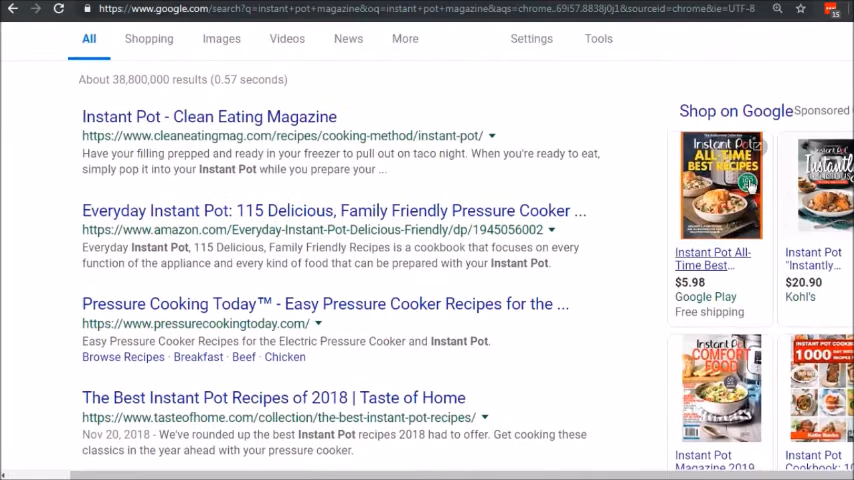 https://www.google.com/search?q=instant+pot+magazine&oq=instant+pot+magazine&aqs=chrome..69i57.8838j0j1&sourceid=chrome&ie=UTF-8
15
All Shopping Images Videos News More Settings Tools
About 38,800,000 results (0.57 seconds)
Instant Pot - Clean Eating Magazine
https://www.cleaneatingmag.com/recipes/cooking-method/instant-pot/
Have your filling prepped and ready in your freezer to pull out on taco night. When you're ready to eat,
simply pop it into your Instant Pot while you prepare your ...
Everyday Instant Pot: 115 Delicious, Family Friendly Pressure Cooker ...
https://www.amazon.com/Everyday-Instant-Pot-Delicious-Friendly/dp/1945056002
Everyday Instant Pot, 115 Delicious, Family Friendly Recipes is a cookbook that focuses on every
function of the appliance and every kind of food that can be prepared with your Instant Pot.
Pressure Cooking Today™ - Easy Pressure Cooker Recipes for the ...
https://www.pressurecookingtoday.com/
Easy Pressure Cooker Recipes for the Electric Pressure Cooker and Instant Pot.
Browse Recipes · Breakfast · Beef · Chicken
The Best Instant Pot Recipes of 2018 | Taste of Home
https://www.tasteofhome.com/collection/the-best-instant-pot-recipes/
Nov 20, 2018 - We've rounded up the best Instant Pot recipes 2018 had to offer. Get cooking these
classics in the year ahead with your pressure cooker.
Shop on Google Sponsored
Instant Pot
ALL-TIME
BEST RECIPES
Instant Pot
Instantly
Instant Pot All-
Time Best...
$5.98
Google Play
Free shipping
Instant Pot
"Instantly...
$20.90
Kohl's
Instant Pot
COMFORT
FOOD
INSTANT POT COOKBO
1000
Instant Pot
Magazine 2019
Instant Pot
Cookbook: 10